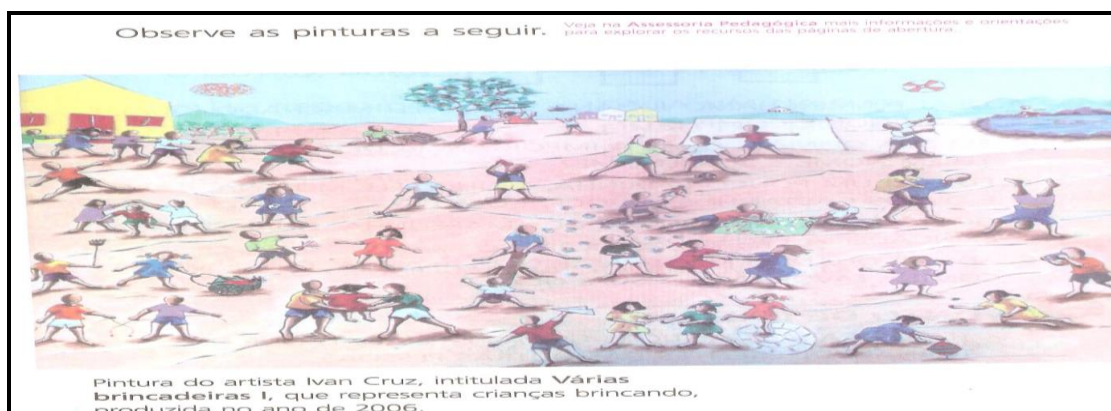 Observe as pinturas a seguir.
Veja na Assessoria Pedagógica mais informações e orientações
para explorar os recursos das páginas de abertura.
Pintura do artista Ivan Cruz, intitulada Várias
brincadeiras I, que representa crianças brincando,
produzida no ano de 2006.